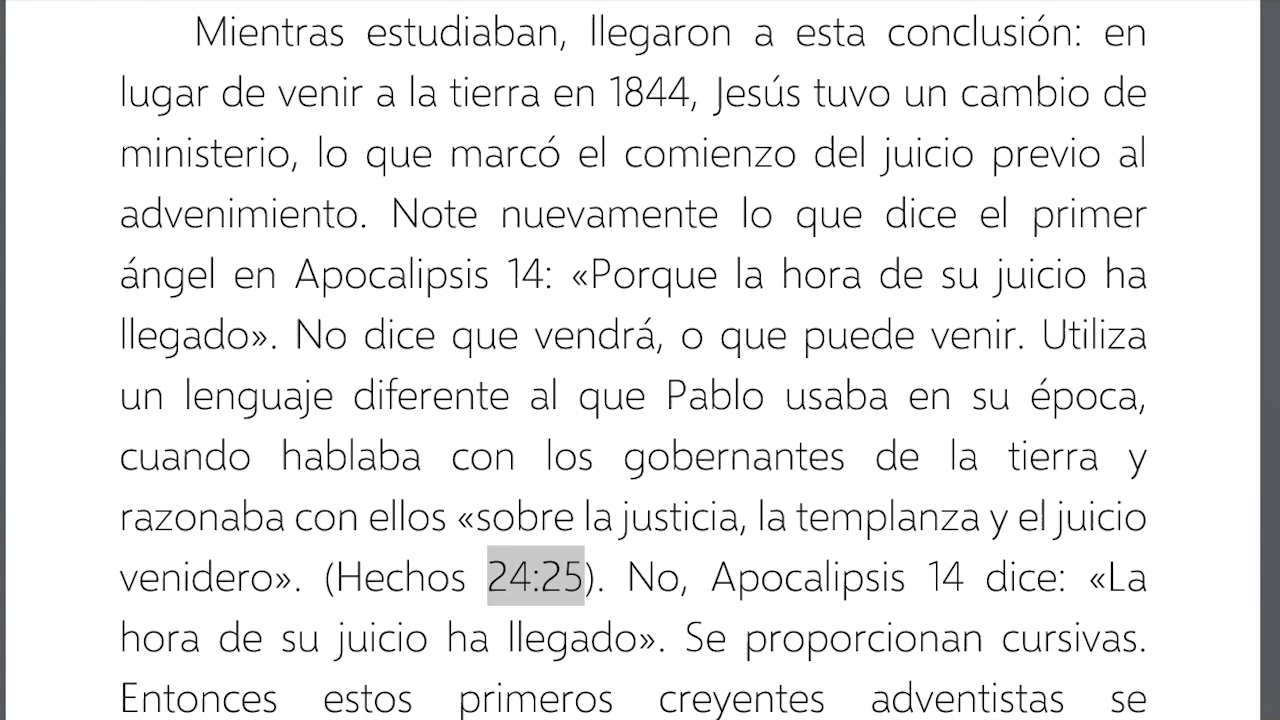 Mientras estudiaban, llegaron a esta conclusión: en
lugar de venir a la tierra en 1844, Jesús tuvo un cambio de
ministerio, lo que marcó el comienzo del juicio previo al
advenimiento. Note nuevamente lo que dice el primer
ángel en Apocalipsis 14: «Porque la hora de su juicio ha
llegado». No dice que vendrá, o que puede venir. Utiliza
un lenguaje diferente al que Pablo usaba en su época,
cuando hablaba con los gobernantes de la tierra y
razonaba con ellos «sobre la justicia, la templanza y el juicio
venidero». (Hechos 24:25). No, Apocalipsis 14 dice: «La
hora de su juicio ha llegado». Se proporcionan cursivas.
Entonces estos primeros creyentes adventistas se